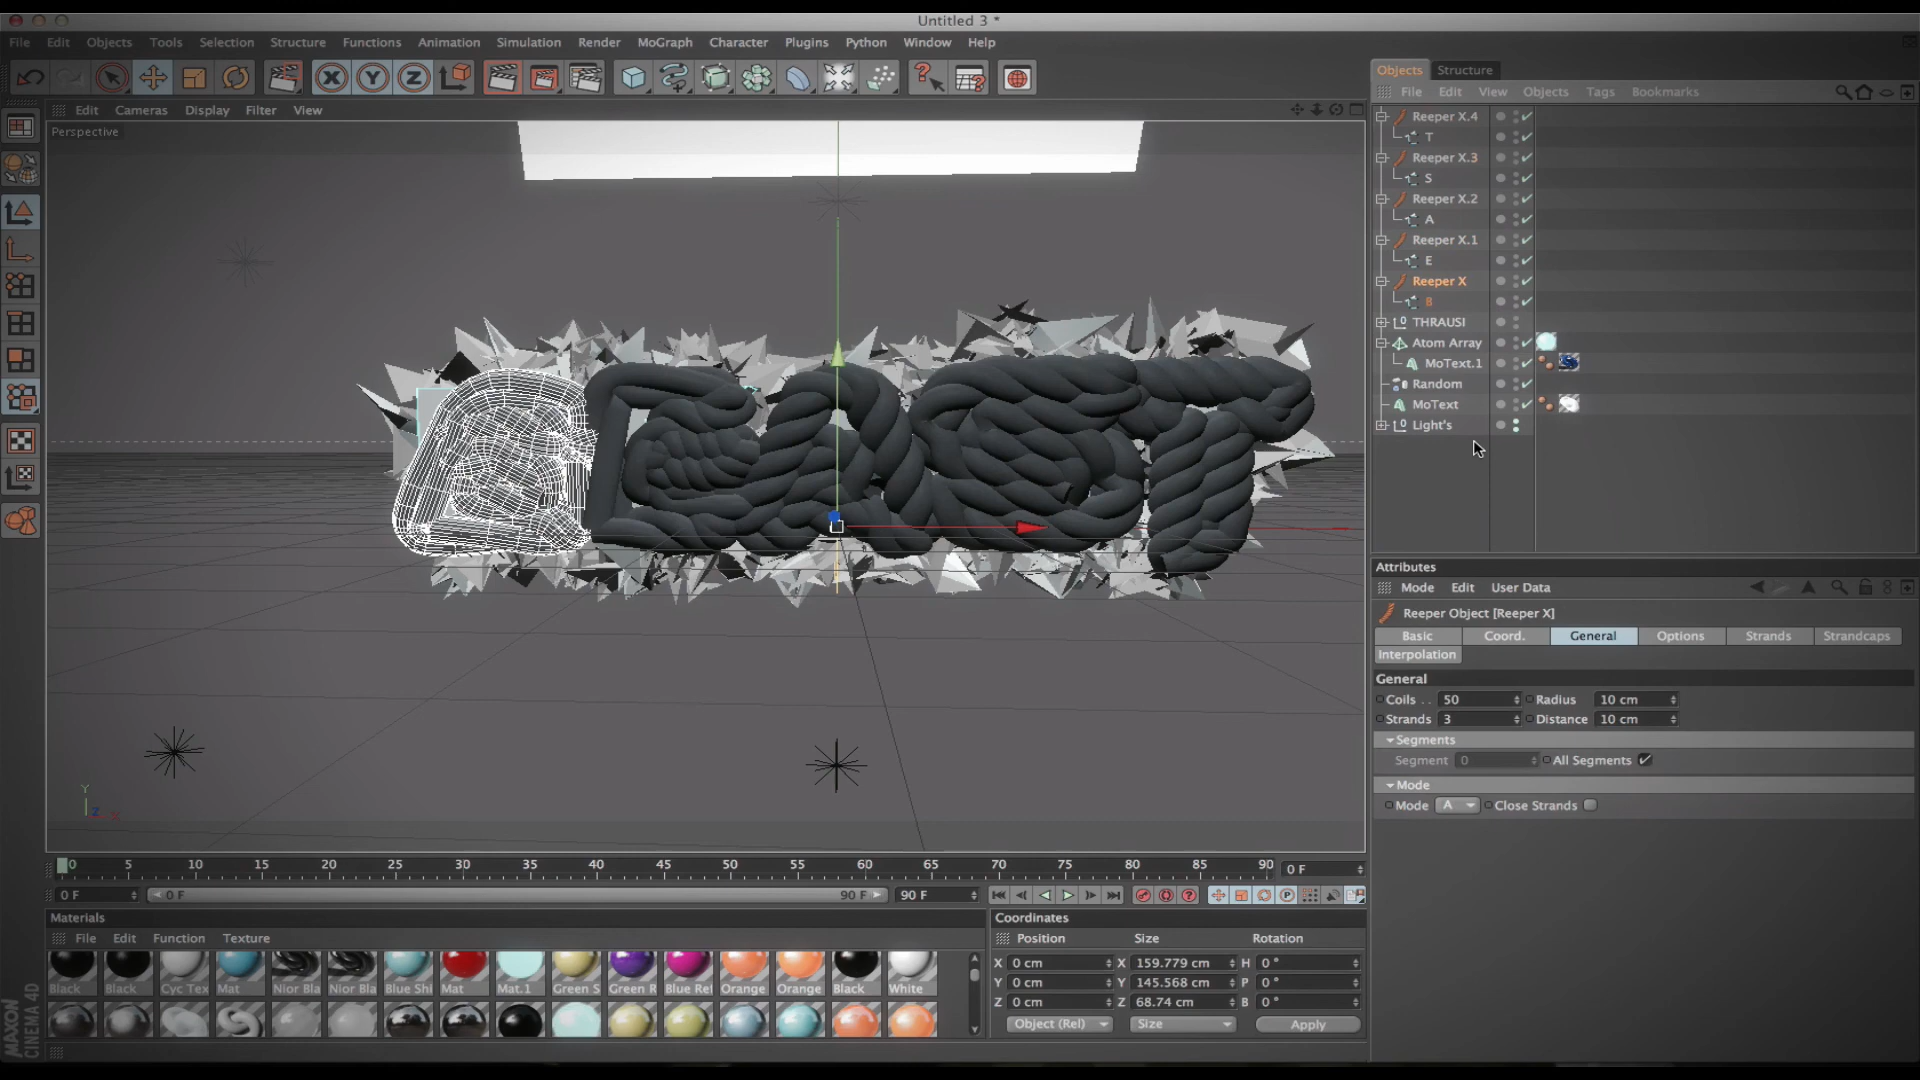 Untitled 3 *
File Edit Objects Tools Selection Structure Functions Animation Simulation Render MoGraph Character Plugins Python Window Help
Objects Structure
File Edit View Objects Tags Bookmarks
Edit Cameras Display Filter View
Perspective
Reeper X.4
T
Reeper X.3
S
Reeper X.2
A
Reeper X.1
E
Reeper X
B
THRAUSI
Atom Array
MoText.1
Random
MoText
Light's
Attributes
Mode Edit User Data
Reeper Object [Reeper X]
Basic Coord. General Options Strands Strandcaps
Interpolation
General
Coils . . 50 Radius 10 cm
Strands 3 Distance 10 cm
Segments
Segment 0 All Segments
Mode
Mode A Close Strands
Y
Z X
0 5 10 15 20 25 30 35 40 45 50 55 60 65 70 75 80 85 90 0 F
0 F 0 F 90 F 90 F
Materials
File Edit Function Texture
Black Black Cyc Tex Mat Nior Bla Nior Bla Blue Shi Mat Mat.1 Green S Green R Blue Ref Orange Orange Black White
Coordinates
Position Size Rotation
X 0 cm X 159.779 cm H 0 °
Y 0 cm Y 145.568 cm P 0 °
Z 0 cm Z 68.74 cm B 0 °
Object (Rel) Size Apply
MAXON
CINEMA 4D